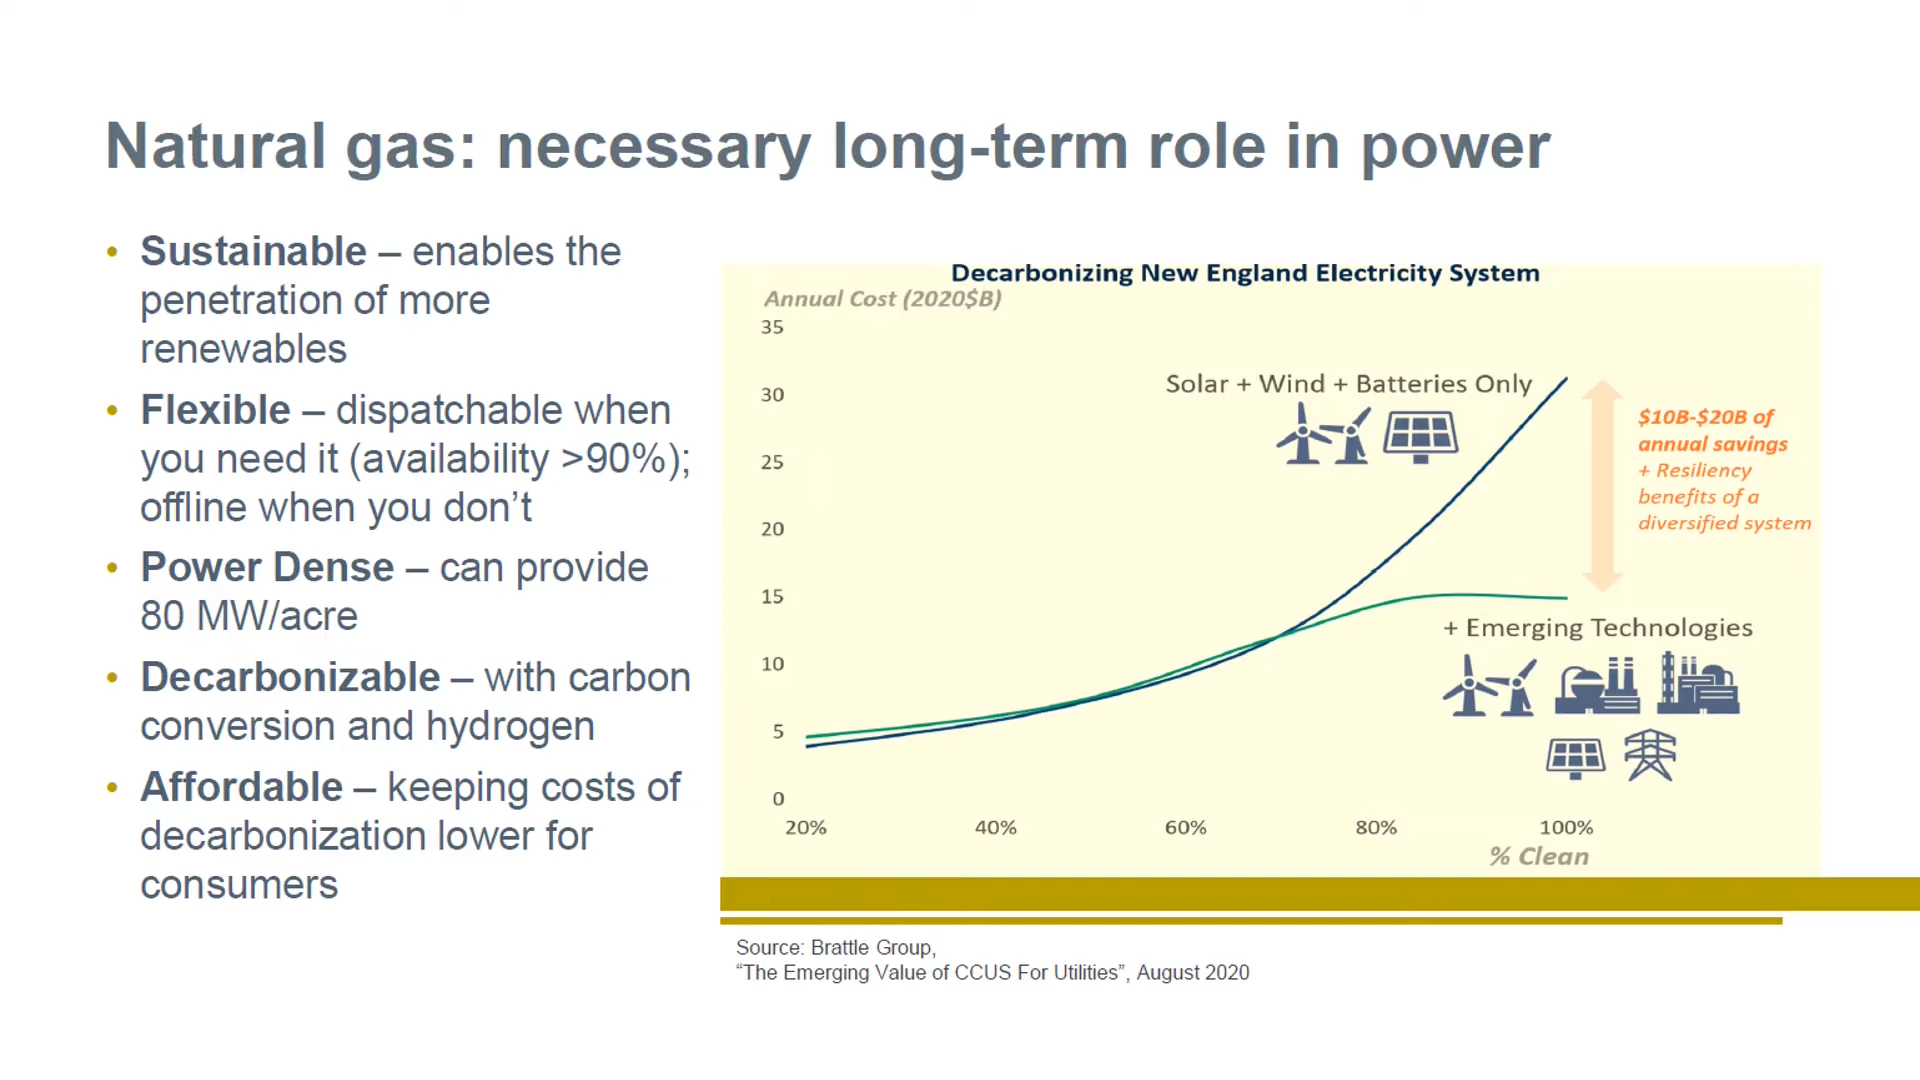 Natural gas: necessary long-term role in power
• Sustainable – enables the
penetration of more
renewables
• Flexible – dispatchable when
you need it (availability >90%);
offline when you don’t
• Power Dense – can provide
80 MW/acre
• Decarbonizable – with carbon
conversion and hydrogen
• Affordable – keeping costs of
decarbonization lower for
consumers
Decarbonizing New England Electricity System
Annual Cost (2020$B)
35
30
25
20
15
10
5
0
20% 40% 60% 80% 100%
% Clean
Solar + Wind + Batteries Only
$10B-$20B of
annual savings
+ Resiliency
benefits of a
diversified system
+ Emerging Technologies
Source: Brattle Group,
“The Emerging Value of CCUS For Utilities”, August 2020